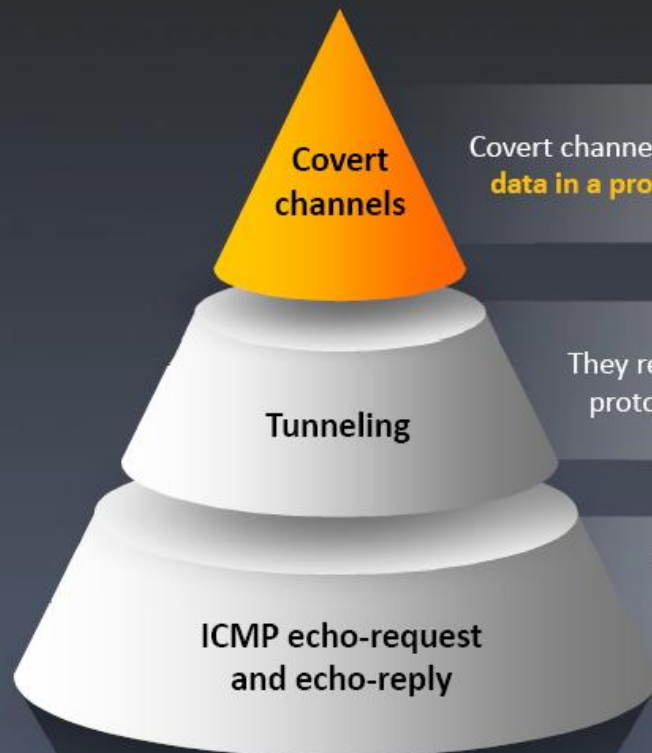 Covert
channels
Covert channe
data in a pro
Tunneling
They re
proto
ICMP echo-request
and echo-reply